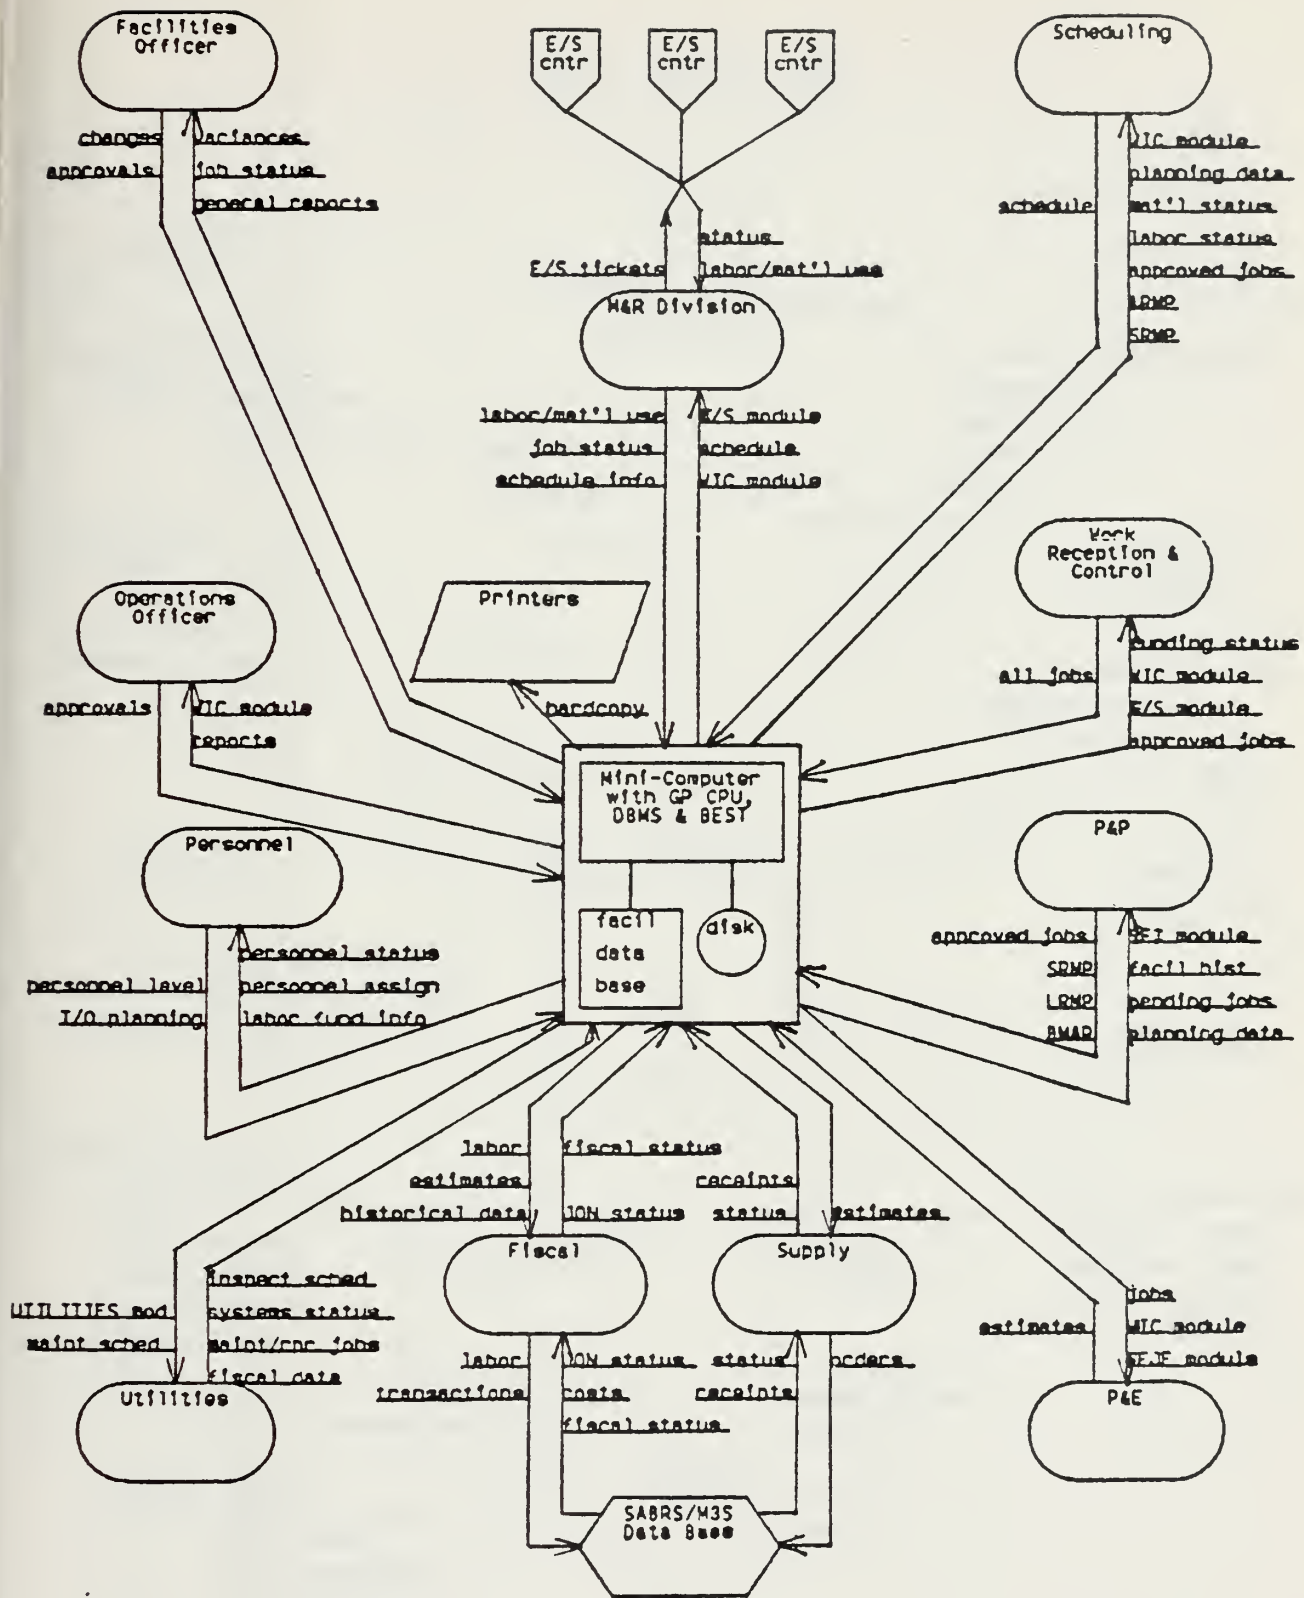 Facilities
Officer
E/S
cntr
E/S
cntr
E/S
cntr
Scheduling
changes
approvals
variances
job status
general reports
schedule
WIC module
planning data
mat'l status
labor status
approved jobs
LRMP
SRMP
status
E/S tickets
labor/mat'l use
M&R Division
labor/mat'l use
job status
schedule info
E/S module
schedule
WIC module
Work
Reception &
Control
all jobs
funding status
WIC module
E/S module
approved jobs
Operations
Officer
approvals
WIC module
reports
Printers
hardcopy
Mini-Computer
with GP CPU,
DBMS & BEST
facil
data
base
disk
Personnel
personnel level
T/O planning
personnel status
personnel assign
labor fund info
P&P
approved jobs
SRMP
LRMP
BMAR
module
facil hist
pending jobs
planning data
labor
estimates
historical data
fiscal status
JON status
receipts
status
estimates
Fiscal
Supply
UTILITIES mod
maint sched
inspect sched
systems status
maint/rpr jobs
fiscal data
Utilities
labor
transactions
JON status
costs
fiscal status
status
receipts
orders
estimates
jobs
WIC module
module
P&E
SABRS/M3S
Data Base